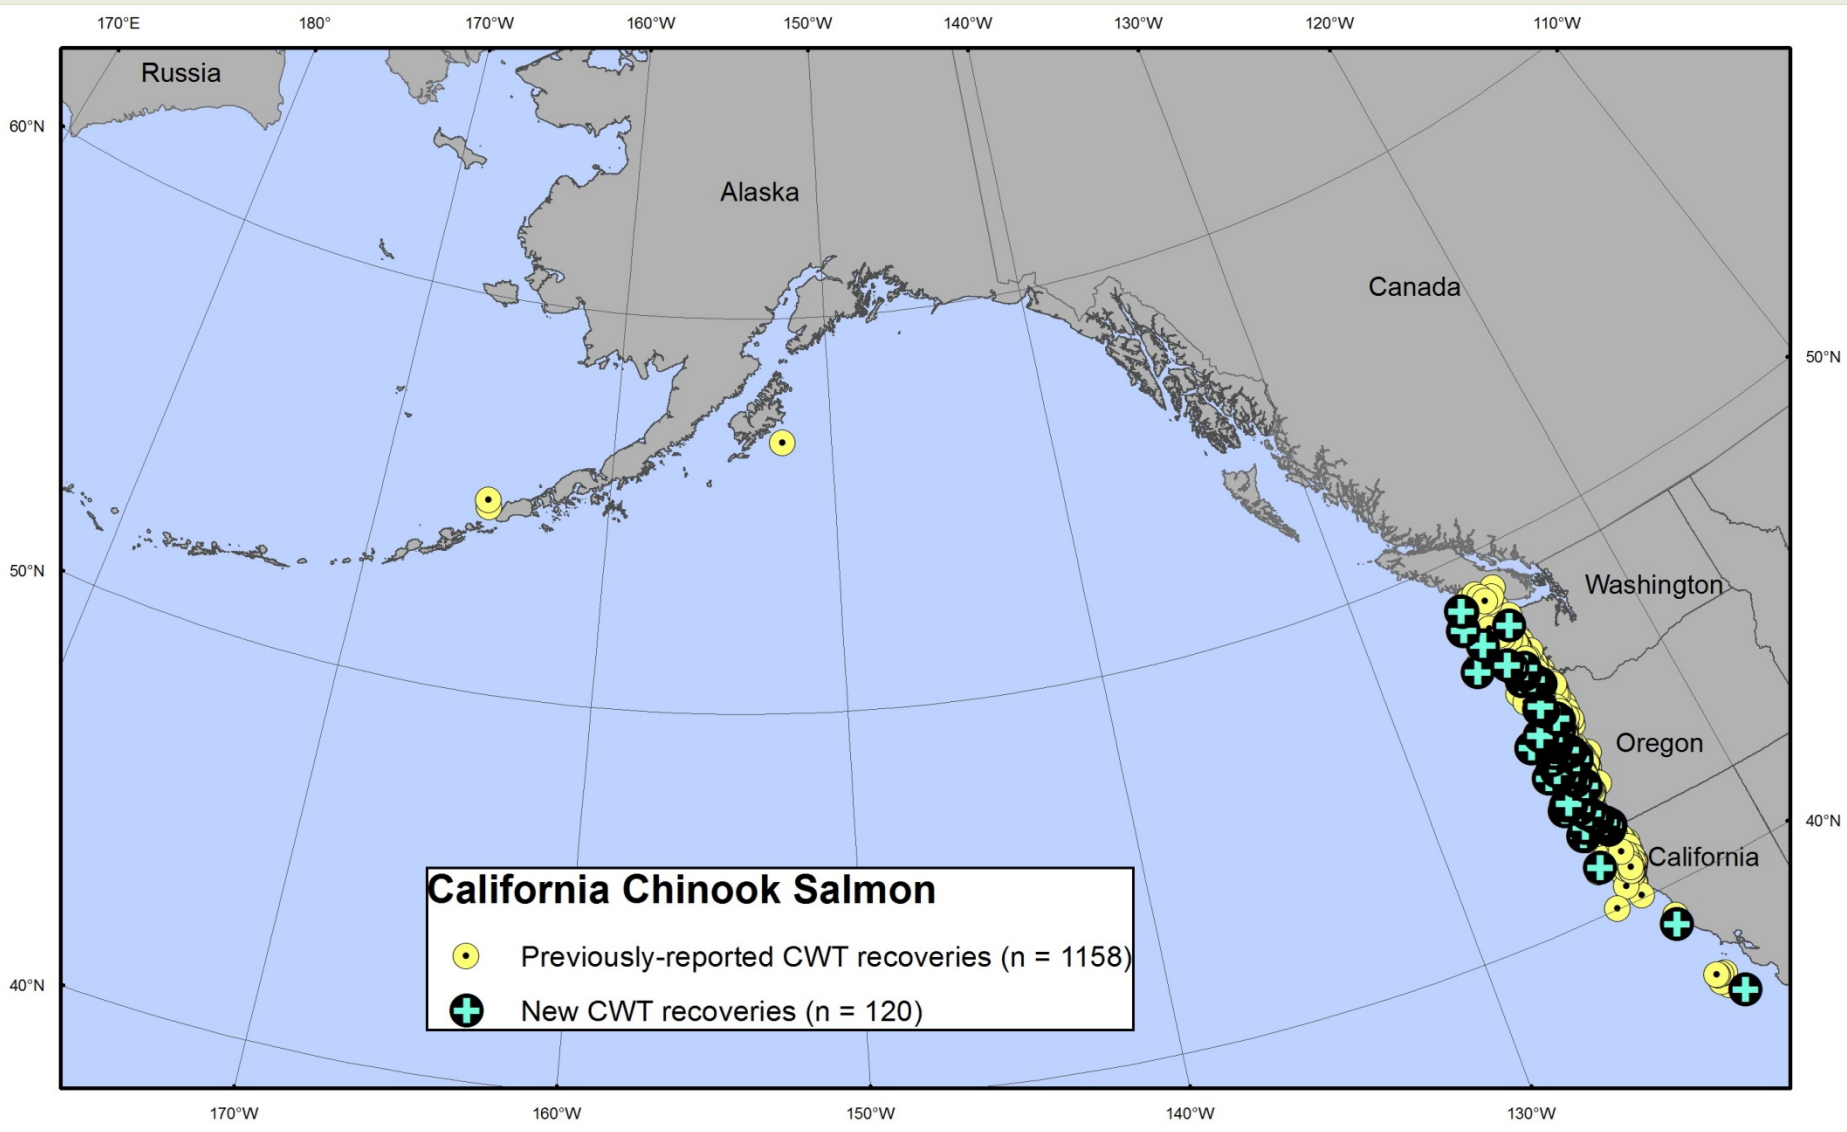 170°E 180° 170°W 160°W 150°W 140°W 130°W 120°W 110°W
Russia
60°N
Alaska
Canada
50°N
50°N
Washington
Oregon
40°N
California
California Chinook Salmon
Previously-reported CWT recoveries (n = 1158)
40°N
New CWT recoveries (n = 120)
170°W 160°W 150°W 140°W 130°W